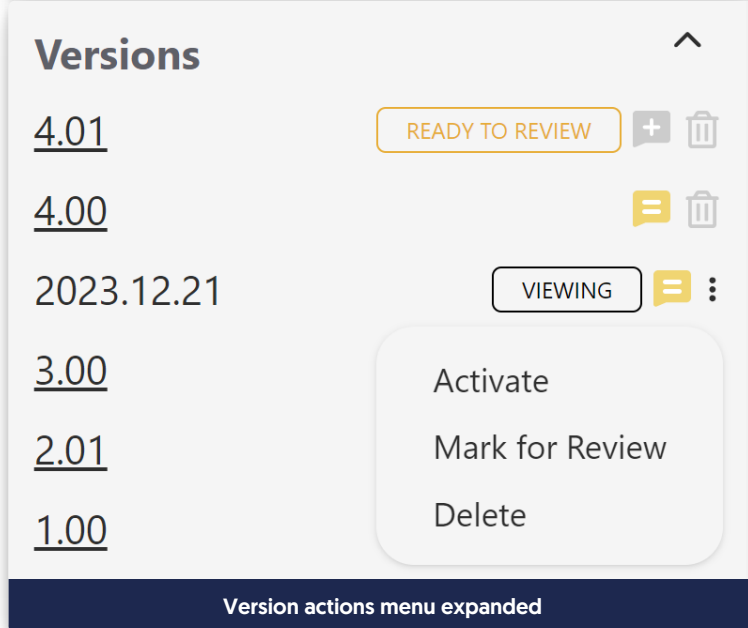 Versions
4.01 READY TO REVIEW
4.00
2023.12.21 VIEWING
3.00 Activate
2.01 Mark for Review
1.00 Delete
Version actions menu expanded